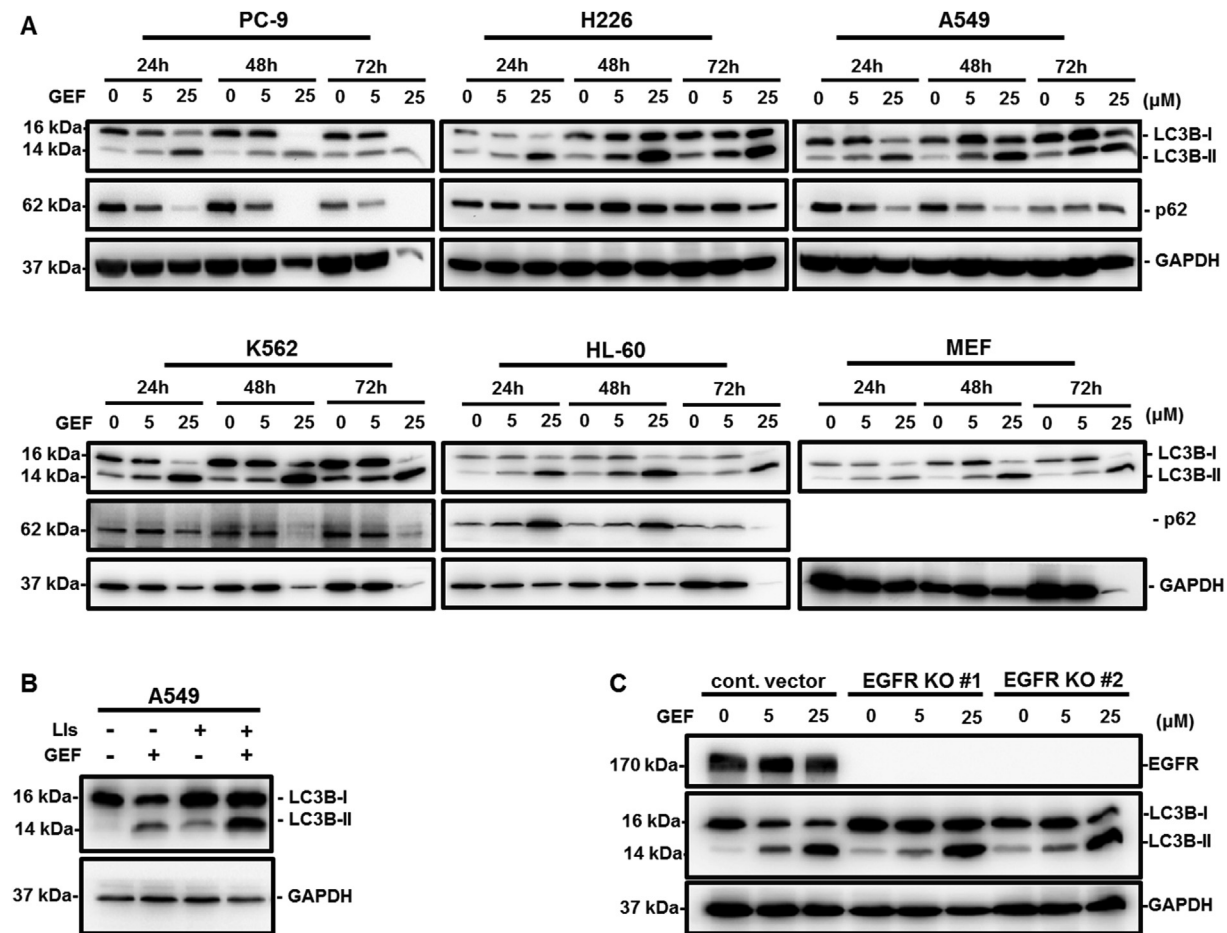 A
PC-9 H226 A549
24h 48h 72h 24h 48h 72h 24h 48h 72h
GEF 0 5 25 0 5 25 0 5 25 0 5 25 0 5 25 0 5 25 0 5 25 0 5 25 0 5 25 (µM)
16 kDa- - LC3B-I
14 kDa- - LC3B-II
62 kDa- - p62
37 kDa- - GAPDH
K562 HL-60 MEF
24h 48h 72h 24h 48h 72h 24h 48h 72h
GEF 0 5 25 0 5 25 0 5 25 0 5 25 0 5 25 0 5 25 0 5 25 0 5 25 0 5 25 (µM)
16 kDa- - LC3B-I
14 kDa- - LC3B-II
62 kDa- - p62
37 kDa- - GAPDH
B
A549
LIs - - + +
GEF - + - +
16 kDa- - LC3B-I
14 kDa- - LC3B-II
37 kDa- - GAPDH
C
cont. vector EGFR KO #1 EGFR KO #2
GEF 0 5 25 0 5 25 0 5 25 (µM)
170 kDa- -EGFR
16 kDa- -LC3B-I
14 kDa- -LC3B-II
37 kDa- -GAPDH